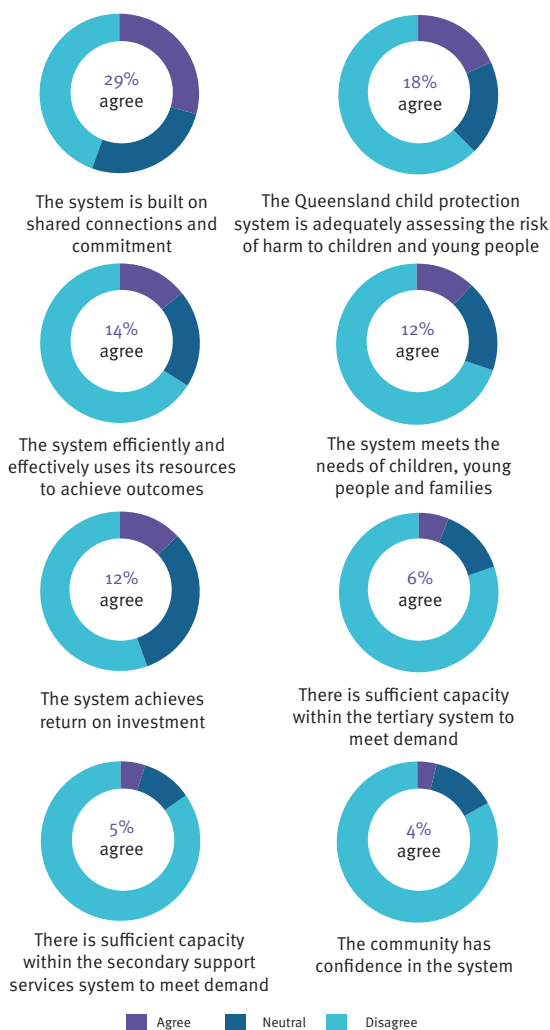 29%
agree
The system is built on
shared connections and
commitment
18%
agree
The Queensland child protection
system is adequately assessing the risk
of harm to children and young people
14%
agree
The system efficiently and
effectively uses its resources
to achieve outcomes
12%
agree
The system meets the
needs of children, young
people and families
12%
agree
The system achieves
return on investment
6%
agree
There is sufficient capacity
within the tertiary system to
meet demand
5%
agree
There is sufficient capacity
within the secondary support
services system to meet demand
4%
agree
The community has
confidence in the system
Agree Neutral Disagree